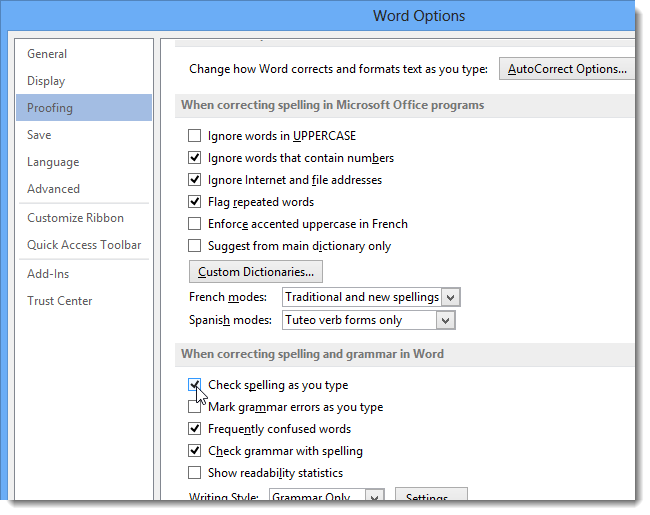 Word Options
General
Display
Proofing
Save
Language
Advanced
Customize Ribbon
Quick Access Toolbar
Add-Ins
Trust Center
Change how Word corrects and formats text as you type: AutoCorrect Options...
When correcting spelling in Microsoft Office programs
Ignore words in UPPERCASE
Ignore words that contain numbers
Ignore Internet and file addresses
Flag repeated words
Enforce accented uppercase in French
Suggest from main dictionary only
Custom Dictionaries...
French modes: Traditional and new spellings
Spanish modes: Tuteo verb forms only
When correcting spelling and grammar in Word
Check spelling as you type
Mark grammar errors as you type
Frequently confused words
Check grammar with spelling
Show readability statistics
Writing Style: Grammar Only Settings...